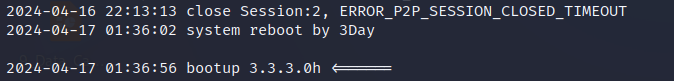 2024-04-16 22:13:13 close Session:2, ERROR_P2P_SESSION_CLOSED_TIMEOUT
2024-04-17 01:36:02 system reboot by 3Day
2024-04-17 01:36:56 bootup 3.3.3.0h <------